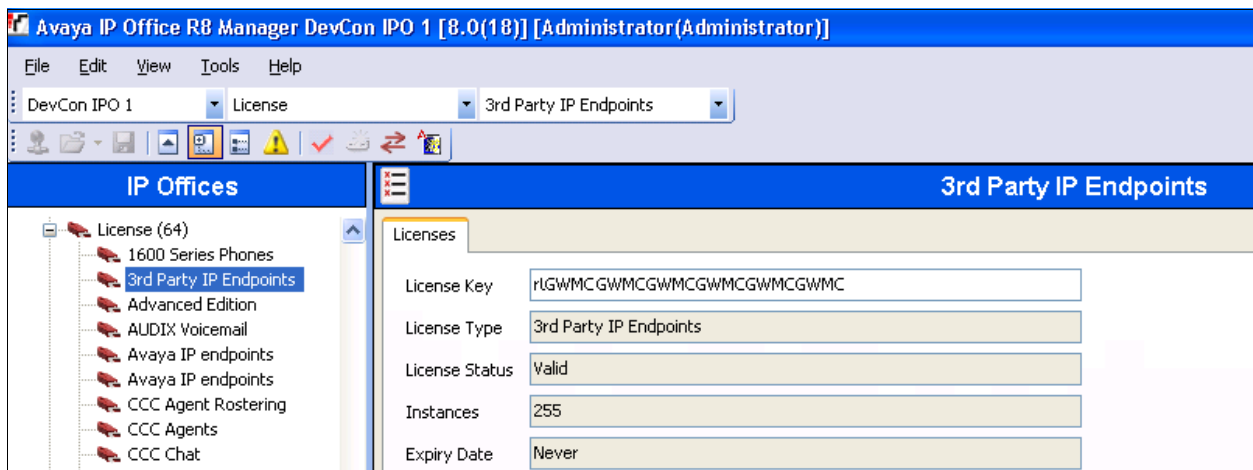 Avaya IP Office R8 Manager DevCon IPO 1 [8.0(18)] [Administrator(Administrator)]
File Edit View Tools Help
DevCon IPO 1 License 3rd Party IP Endpoints
IP Offices
License (64)
1600 Series Phones
3rd Party IP Endpoints
Advanced Edition
AUDIX Voicemail
Avaya IP endpoints
Avaya IP endpoints
CCC Agent Rostering
CCC Agents
CCC Chat
3rd Party IP Endpoints
Licenses
License Key rlGWMCGWMCGWMCGWMCGWMCGWMC
License Type 3rd Party IP Endpoints
License Status Valid
Instances 255
Expiry Date Never